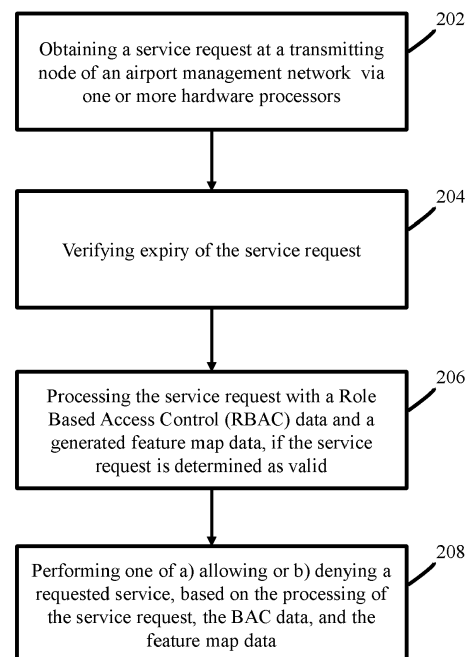 202
Obtaining a service request at a transmitting
node of an airport management network via
one or more hardware processors
204
Verifying expiry of the service request
206
Processing the service request with a Role
Based Access Control (RBAC) data and a
generated feature map data, if the service
request is determined as valid
208
Performing one of a) allowing or b) denying a
requested service, based on the processing of
the service request, the BAC data, and the
feature map data